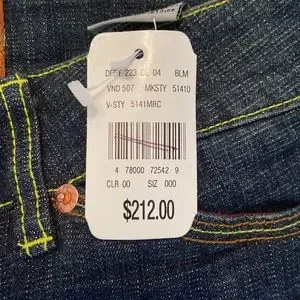 DEPT 223 CL 04 BLM
VND 507 MKSTY 51410
V-STY 5141MRC
4 78000 72542 9
CLR 00 SIZ 000
$212.00